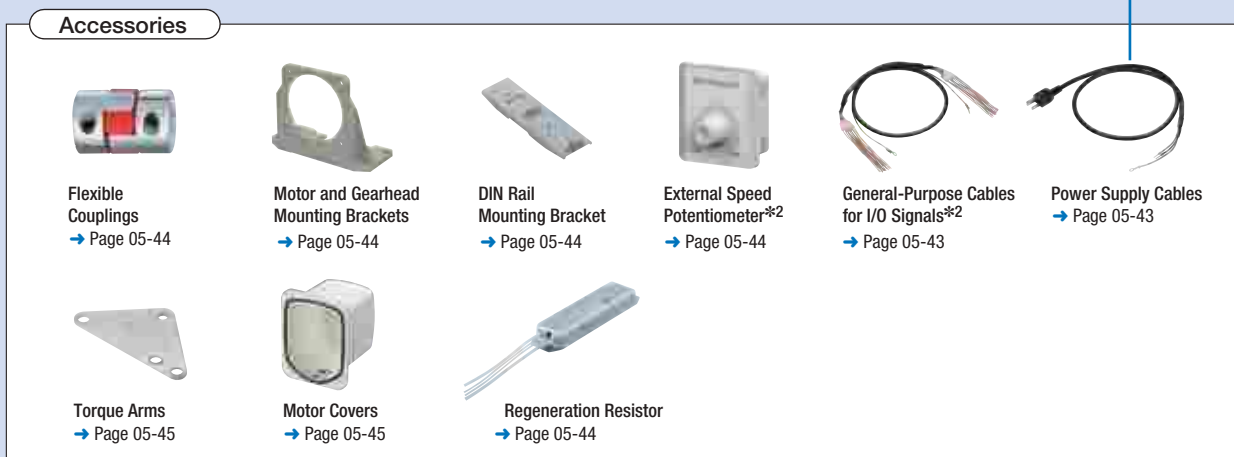 Accessories
Flexible
Couplings
→ Page 05-44
Motor and Gearhead
Mounting Brackets
→ Page 05-44
DIN Rail
Mounting Bracket
→ Page 05-44
External Speed
Potentiometer*2
→ Page 05-44
General-Purpose Cables
for I/O Signals*2
→ Page 05-43
Power Supply Cables
→ Page 05-43
Torque Arms
→ Page 05-45
Motor Covers
→ Page 05-45
Regeneration Resistor
→ Page 05-44